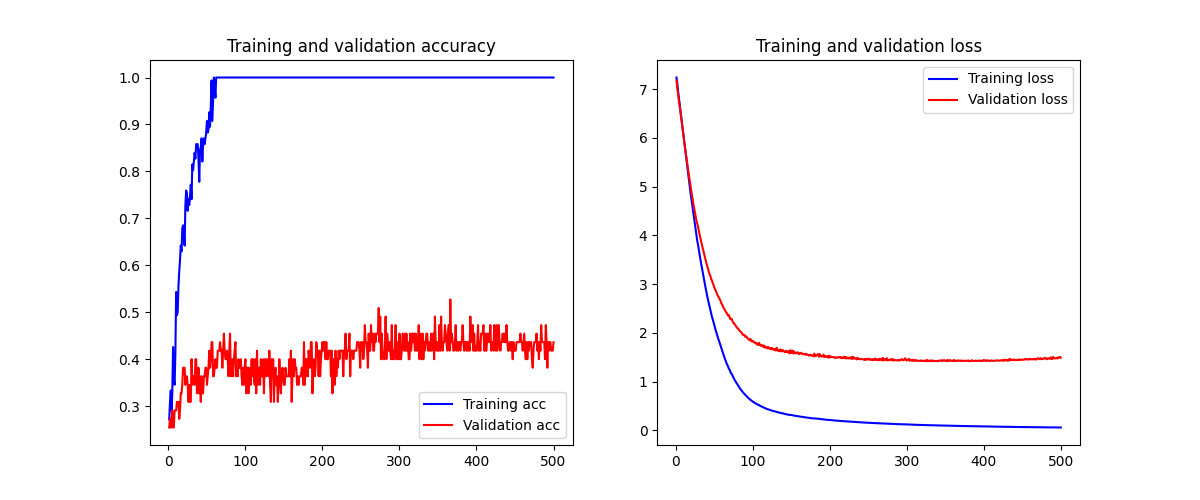 Training and validation accuracy
1.0
0.9
0.8
0.7
0.6
0.5
0.4
0.3
Training acc
Validation acc
0 100 200 300 400 500
Training and validation loss
7
6
5
4
3
2
1
0
Training loss
Validation loss
0 100 200 300 400 500